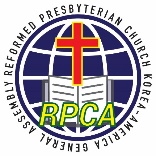 REFORMED PRESBYTERIAN CHURCH KOREA-AMERICA GENERAL ASSEMBLY
RPCA